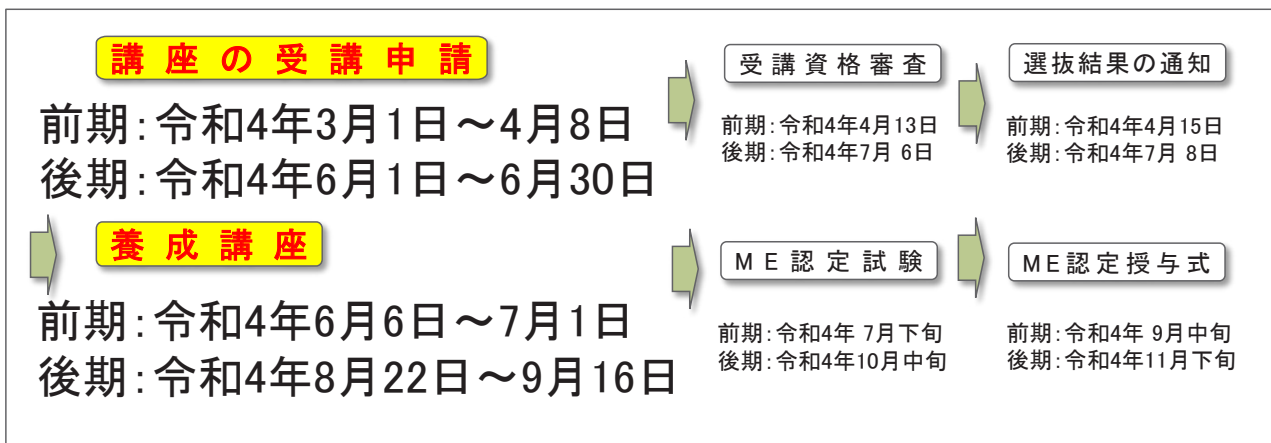 講座の受講申請
前期:令和4年3月1日～4月8日
後期:令和4年6月1日～6月30日
受講資格審査
前期:令和4年4月13日
後期:令和4年7月 6日
選抜結果の通知
前期:令和4年4月15日
後期:令和4年7月 8日
養成講座
前期:令和4年6月6日～7月1日
後期:令和4年8月22日～9月16日
ME認定試験
前期:令和4年 7月下旬
後期:令和4年10月中旬
ME認定授与式
前期:令和4年 9月中旬
後期:令和4年11月下旬